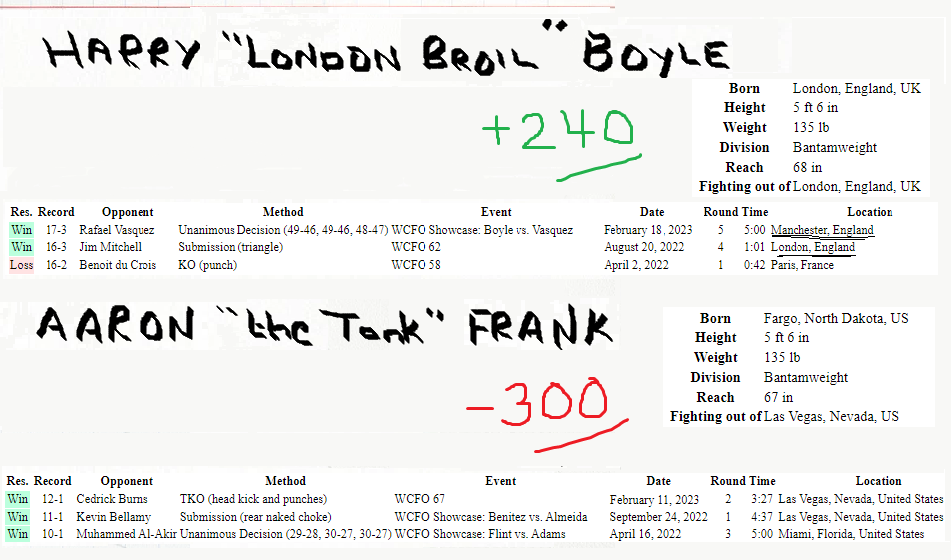 HARRY "LONDON BROIL" BOYLE
+240
Born London, England, UK
Height 5 ft 6 in
Weight 135 lb
Division Bantamweight
Reach 68 in
Fighting out of London, England, UK
Res. Record Opponent Method Event Date Round Time Location
Win 17-3 Rafael Vasquez Unanimous Decision (49-46, 49-46, 48-47) WCFO Showcase: Boyle vs. Vasquez February 18, 2023 5 5:00 Manchester, England
Win 16-3 Jim Mitchell Submission (triangle) WCFO 62 August 20, 2022 4 1:01 London, England
Loss 16-2 Benoit du Crois KO (punch) WCFO 58 April 2, 2022 1 0:42 Paris, France
AARON "the Tank" FRANK
-300
Born Fargo, North Dakota, US
Height 5 ft 6 in
Weight 135 lb
Division Bantamweight
Reach 67 in
Fighting out of Las Vegas, Nevada, US
Res. Record Opponent Method Event Date Round Time Location
Win 12-1 Cedrick Burns TKO (head kick and punches) WCFO 67 February 11, 2023 2 3:27 Las Vegas, Nevada, United States
Win 11-1 Kevin Bellamy Submission (rear naked choke) WCFO Showcase: Benitez vs. Almeida September 24, 2022 1 4:37 Las Vegas, Nevada, United States
Win 10-1 Muhammed Al-Akir Unanimous Decision (29-28, 30-27, 30-27) WCFO Showcase: Flint vs. Adams April 16, 2022 3 5:00 Miami, Florida, United States